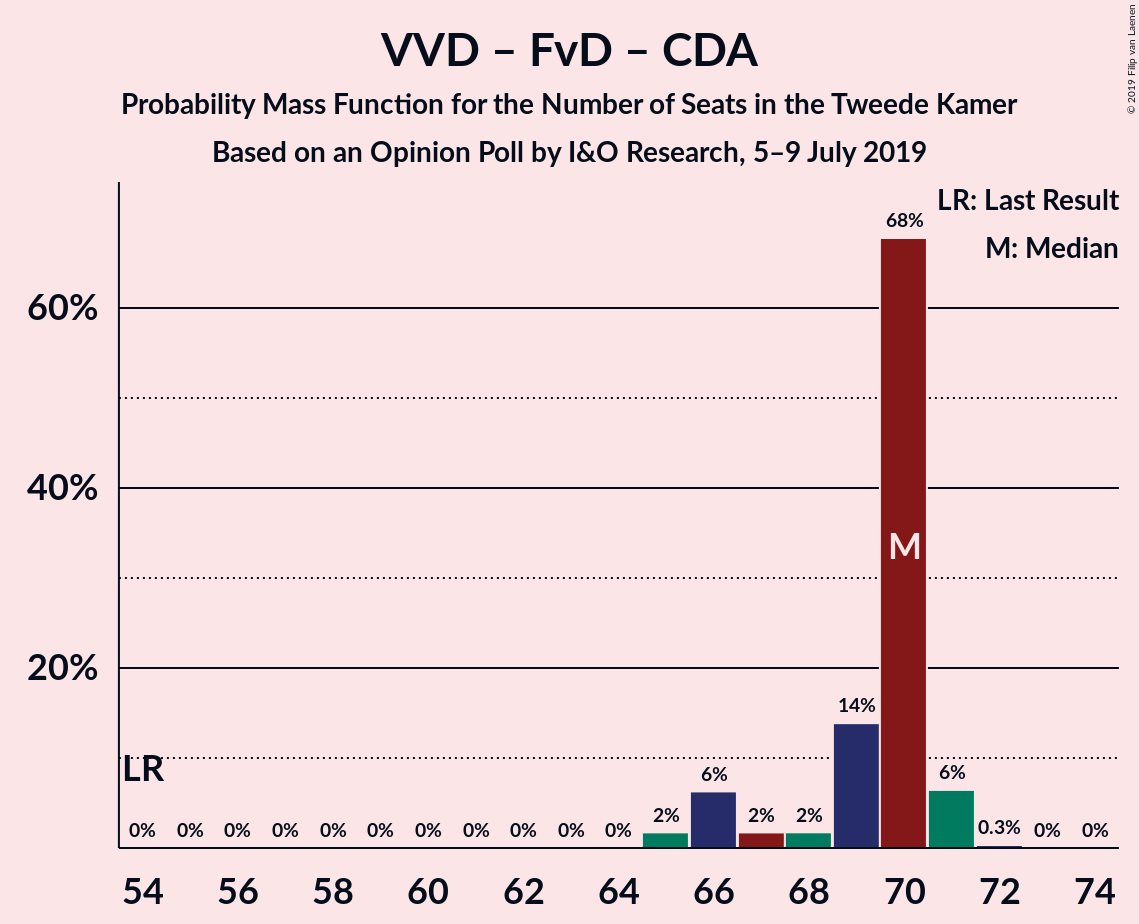 VVD – FvD – CDA
Probability Mass Function for the Number of Seats in the Tweede Kamer
Based on an Opinion Poll by I&O Research, 5–9 July 2019
© 2019 Filip van Laenen
LR: Last Result
M: Median
68%
60%
M
40%
20%
14%
LR
6%
6%
2%
2%
2%
0.3%
0% 0% 0% 0% 0% 0% 0% 0% 0% 0% 0% 0% 0%
54 56 58 60 62 64 66 68 70 72 74